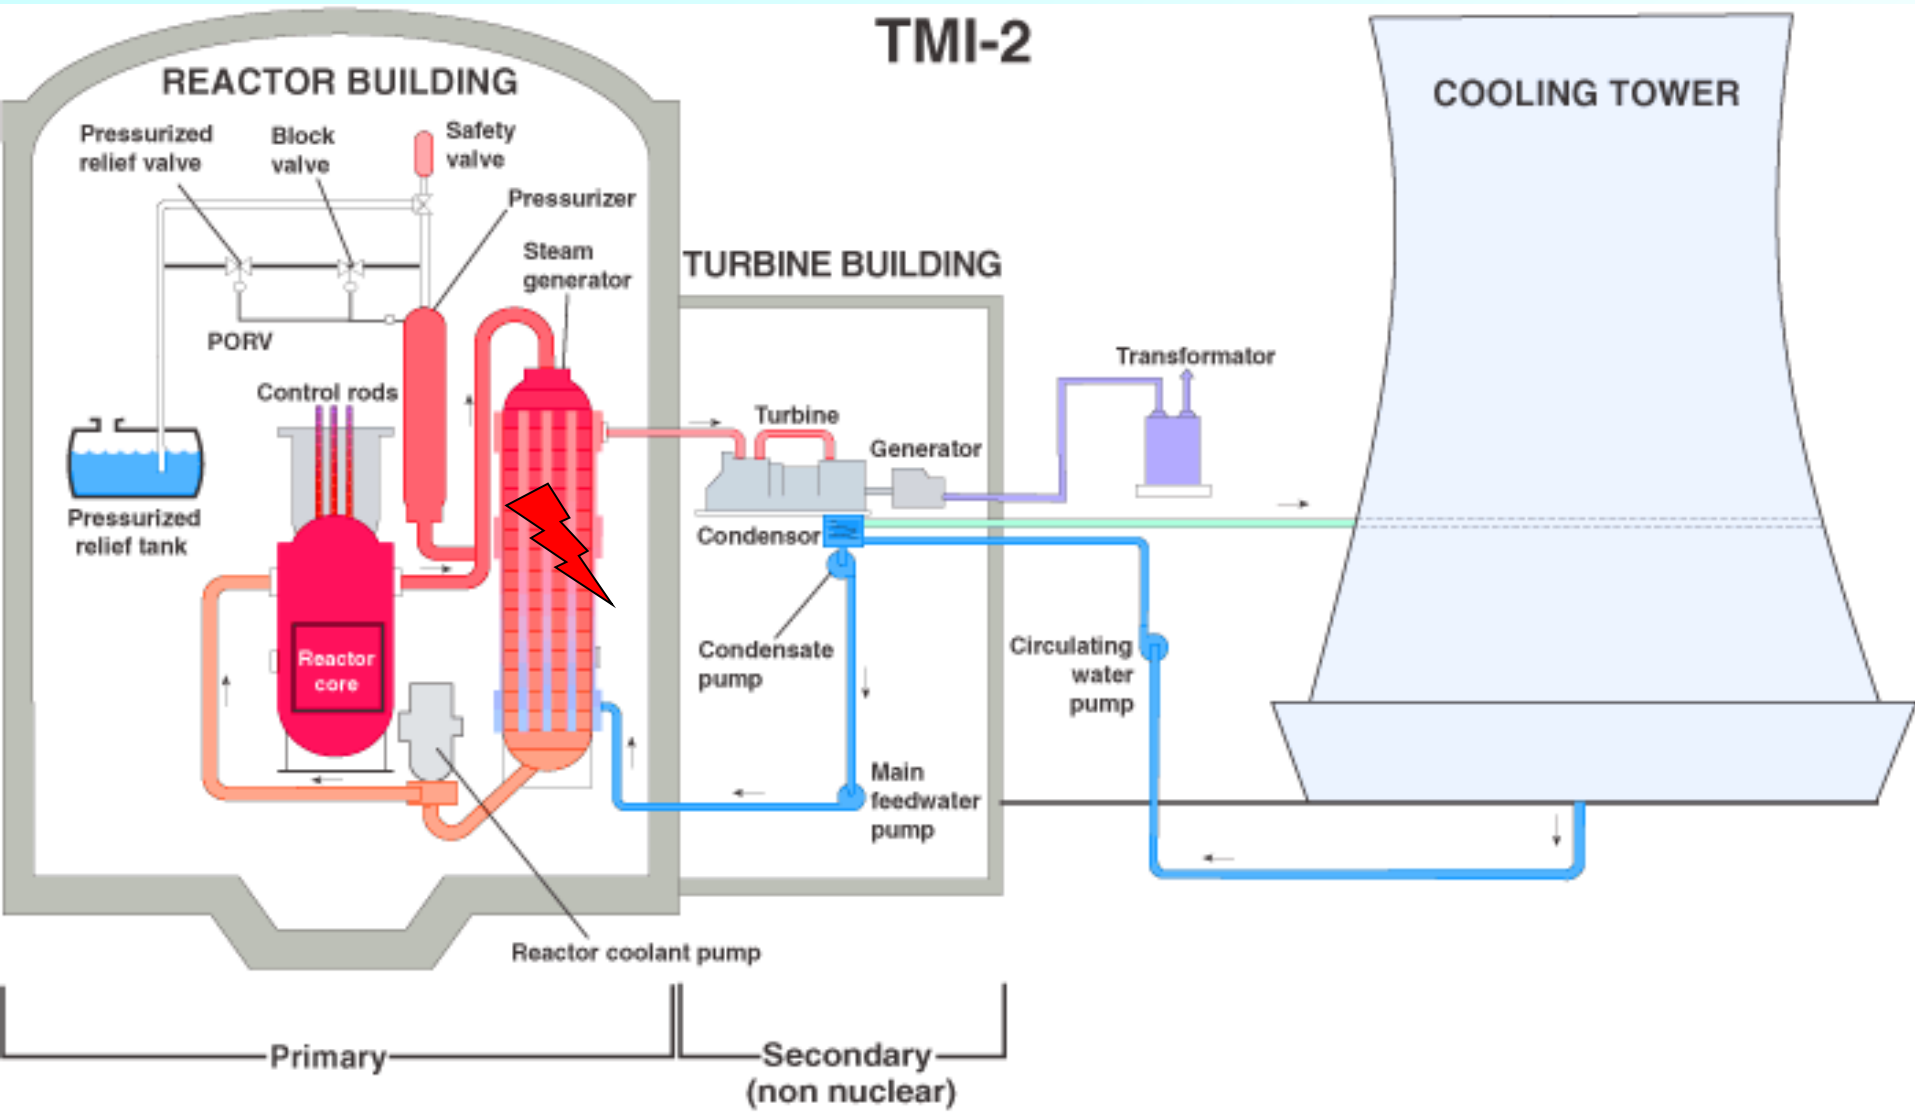 TMI-2
REACTOR BUILDING
COOLING TOWER
Pressurized
relief valve
Block
valve
Safety
valve
Pressurizer
Steam
generator
TURBINE BUILDING
PORV
Control rods
Transformator
Turbine
Generator
Pressurized
relief tank
Condensor
Reactor
core
Condensate
pump
Circulating
water
pump
Main
feedwater
pump
Reactor coolant pump
Primary
Secondary
(non nuclear)